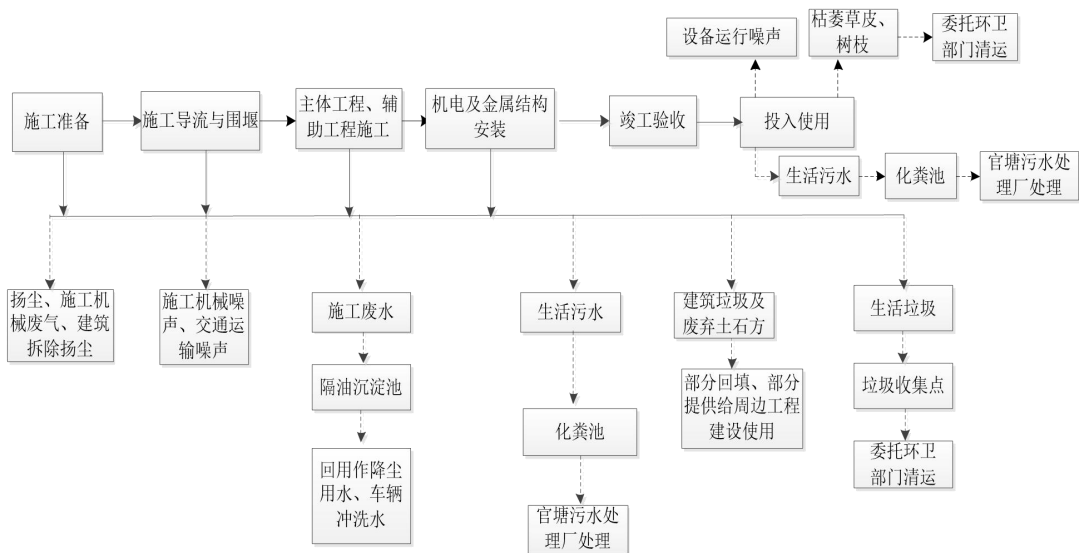 设备运行噪声
枯萎草皮、
树枝
委托环卫
部门清运
施工准备
施工导流与围堰
主体工程、辅
助工程施工
机电及金属结构
安装
竣工验收
投入使用
生活污水
化粪池
官塘污水处
理厂处理
扬尘、施工机
械废气、建筑
拆除扬尘
施工机械噪
声、交通运
输噪声
施工废水
隔油沉淀池
回用作降尘
用水、车辆
冲洗水
生活污水
化粪池
官塘污水处
理厂处理
建筑垃圾及
废弃土石方
部分回填、部分
提供给周边工程
建设使用
生活垃圾
垃圾收集点
委托环卫
部门清运